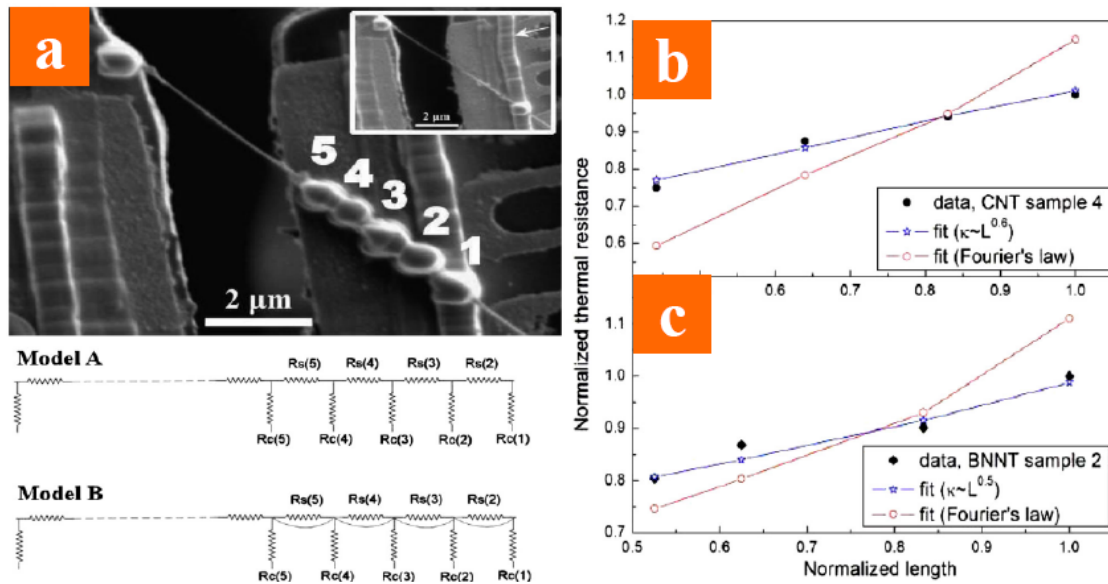 a
2 μm
5
4
3
2
1
2 μm
Model A
Rs(5) Rs(4) Rs(3) Rs(2)
Rc(5) Rc(4) Rc(3) Rc(2) Rc(1)
Model B
Rs(5) Rs(4) Rs(3) Rs(2)
Rc(5) Rc(4) Rc(3) Rc(2) Rc(1)
Normalized thermal resistance
b
1.2
1.1
1.0
0.9
0.8
0.7
0.6
data, CNT sample 4
fit (κ~L^0.6)
fit (Fourier's law)
0.6 0.7 0.8 0.9 1.0
c
1.1
1.0
0.9
0.8
0.7
data, BNNT sample 2
fit (κ~L^0.5)
fit (Fourier's law)
0.5 0.6 0.7 0.8 0.9 1.0
Normalized length